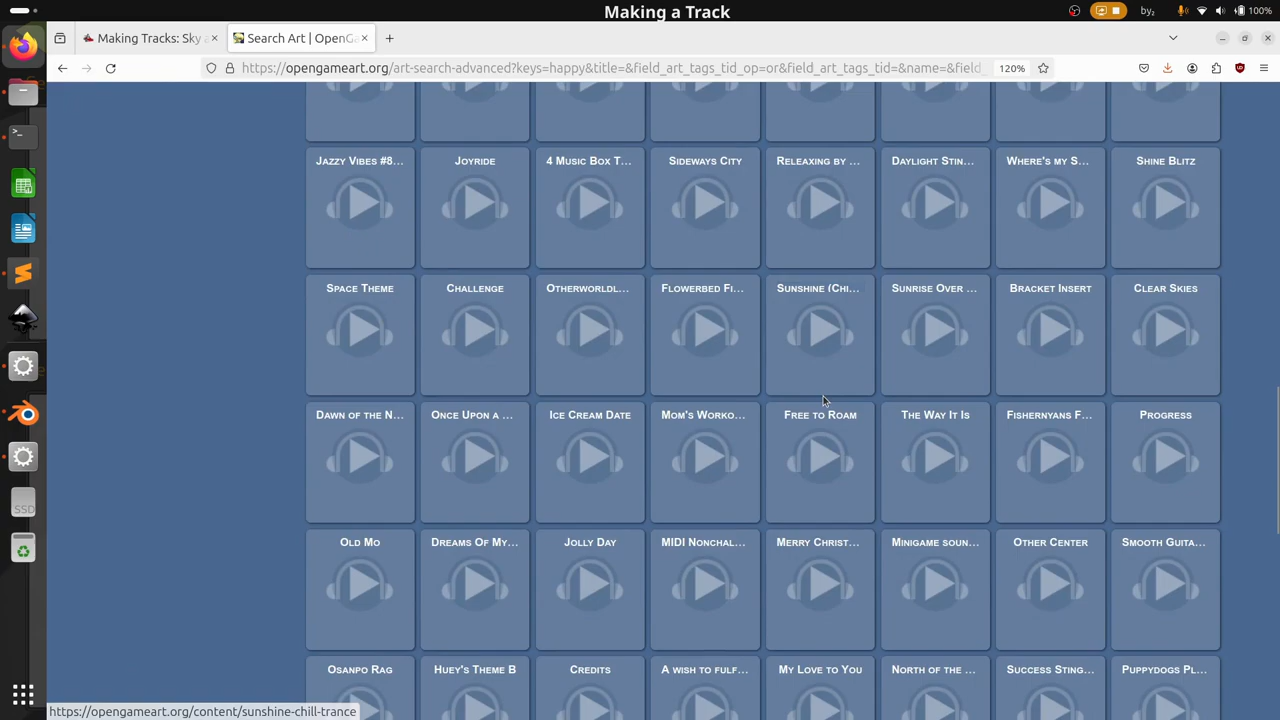 Making a Track
by₂
100%
Making Tracks: Sky a
Search Art | OpenGa
https://opengameart.org/art-search-advanced?keys=happy&title=&field_art_tags_tid_op=or&field_art_tags_tid=&name=&field
120%
Jazzy Vibes #8... Joyride 4 Music Box T... Sideways City Releaxing by ... Daylight Stin... Where's my S... Shine Blitz
Space Theme Challenge Otherworldl... Flowerbed Fi... Sunshine (Chi... Sunrise Over ... Bracket Insert Clear Skies
Dawn of the N... Once Upon a ... Ice Cream Date Mom's Worko... Free to Roam The Way It Is Fishernyans F... Progress
Old Mo Dreams Of My... Jolly Day MIDI Nonchal... Merry Christ... Minigame soun... Other Center Smooth Guita...
Osanpo Rag Huey's Theme B Credits A wish to fulf... My Love to You North of the ... Success Sting... Puppydogs Pl...
SSD
https://opengameart.org/content/sunshine-chill-trance